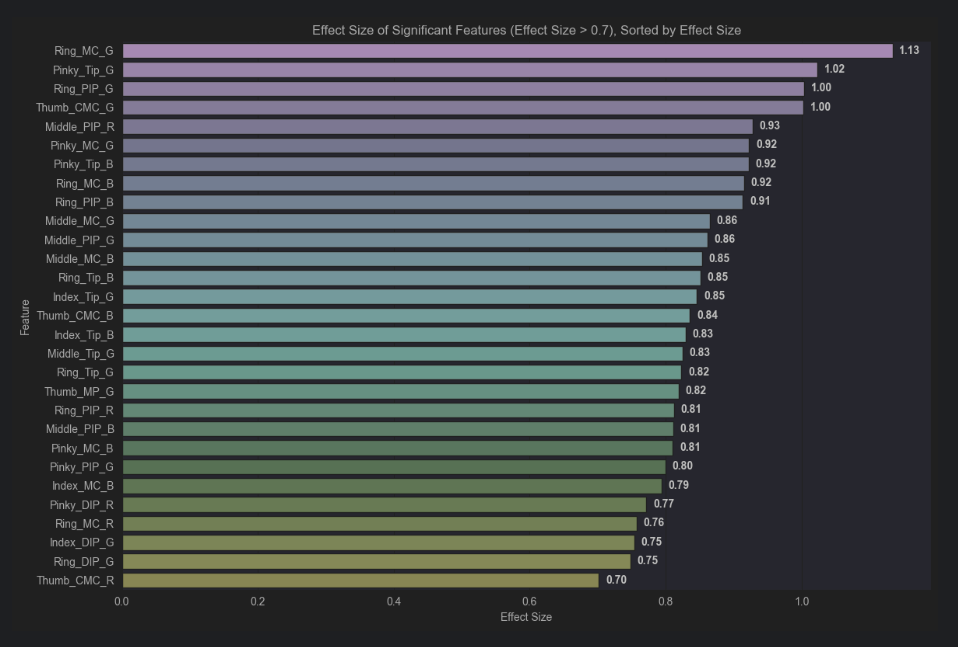 Effect Size of Significant Features (Effect Size > 0.7), Sorted by Effect Size
Ring_MC_G 1.13
Pinky_Tip_G 1.02
Ring_PIP_G 1.00
Thumb_CMC_G 1.00
Middle_PIP_R 0.93
Pinky_MC_G 0.92
Pinky_Tip_B 0.92
Ring_MC_B 0.92
Ring_PIP_B 0.91
Middle_MC_G 0.86
Middle_PIP_G 0.86
Middle_MC_B 0.85
Ring_Tip_B 0.85
Index_Tip_G 0.85
Thumb_CMC_B 0.84
Index_Tip_B 0.83
Middle_Tip_G 0.83
Ring_Tip_G 0.82
Thumb_MP_G 0.82
Ring_PIP_R 0.81
Middle_PIP_B 0.81
Pinky_MC_B 0.81
Pinky_PIP_G 0.80
Index_MC_B 0.79
Pinky_DIP_R 0.77
Ring_MC_R 0.76
Index_DIP_G 0.75
Ring_DIP_G 0.75
Thumb_CMC_R 0.70
Feature
0.0 0.2 0.4 0.6 0.8 1.0
Effect Size